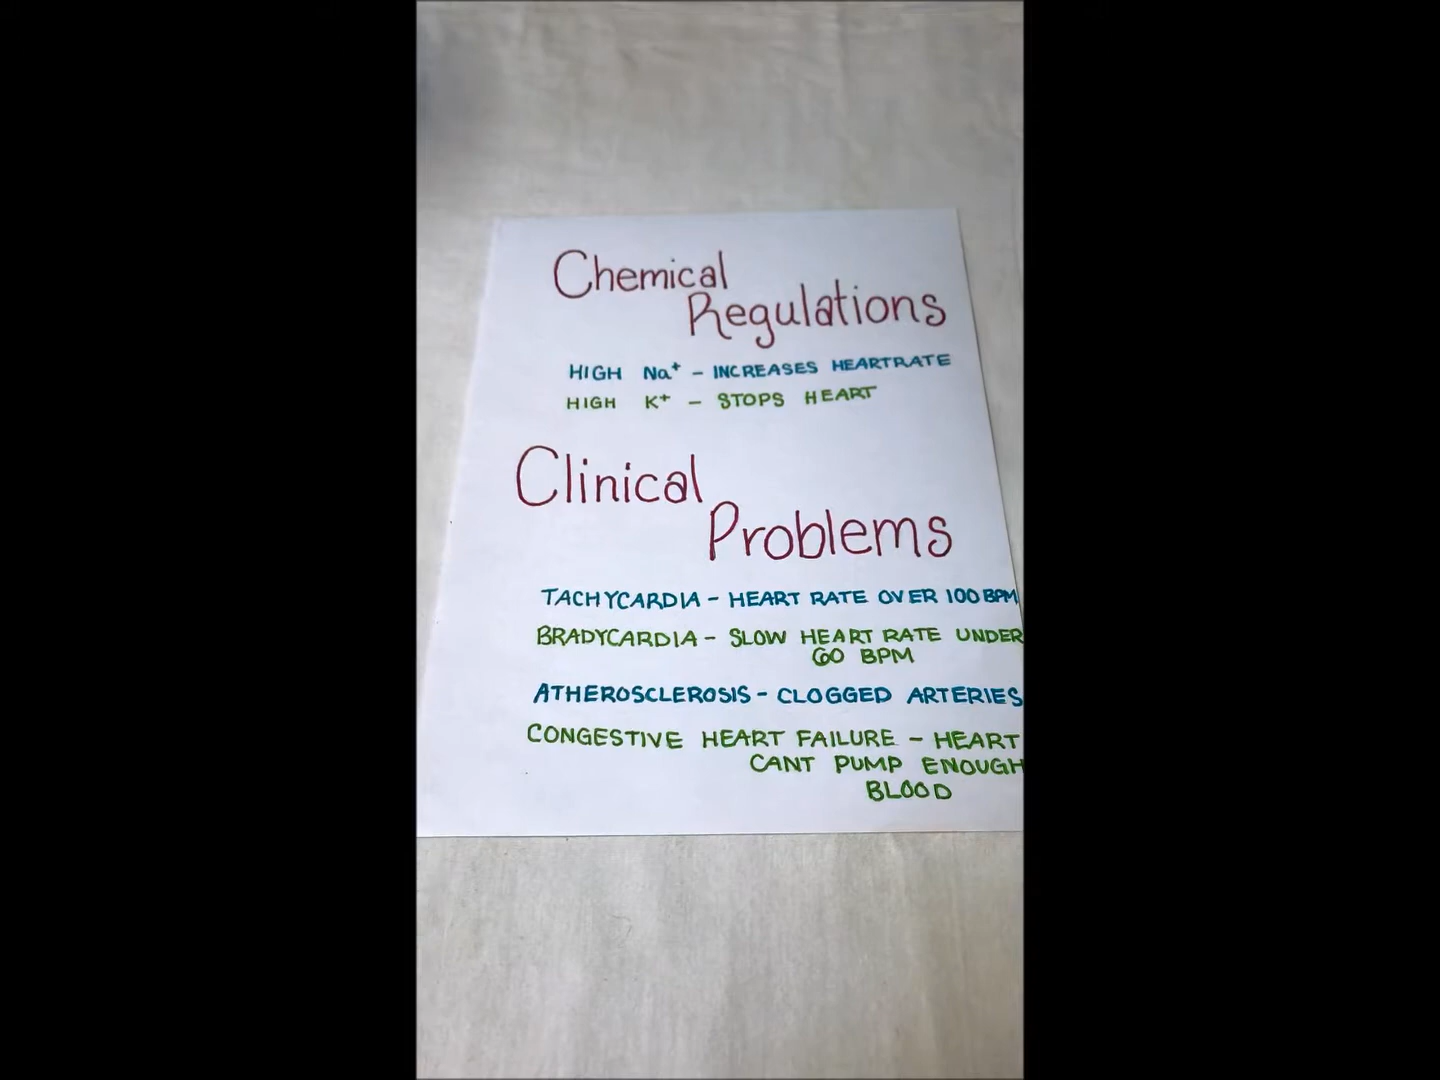 Chemical
Regulations
HIGH Na⁺ - INCREASES HEARTRATE
HIGH K⁺ - STOPS HEART
Clinical
Problems
TACHYCARDIA - HEART RATE OVER 100 BPM
BRADYCARDIA - SLOW HEART RATE UNDER
60 BPM
ATHEROSCLEROSIS - CLOGGED ARTERIES
CONGESTIVE HEART FAILURE - HEART
CANT PUMP ENOUGH
BLOOD